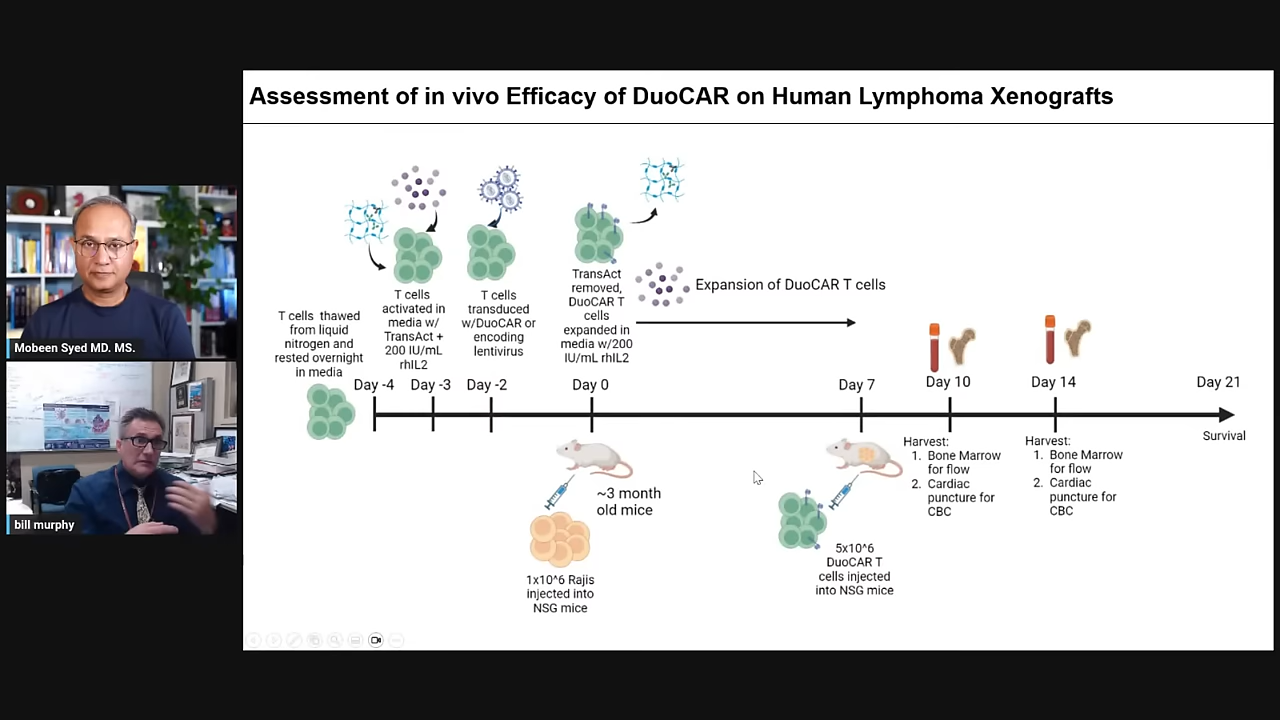 Assessment of in vivo Efficacy of DuoCAR on Human Lymphoma Xenografts
T cells thawed
from liquid
nitrogen and
rested overnight
in media
T cells
activated in
media w/
TransAct +
200 IU/mL
rhIL2
T cells
transduced
w/DuoCAR or
encoding
lentivirus
TransAct
removed,
DuoCAR T
cells
expanded in
media w/200
IU/mL rhIL2
Expansion of DuoCAR T cells
Day -4
Day -3
Day -2
Day 0
Day 7
Day 10
Day 14
Day 21
Survival
~3 month
old mice
1x10^6 Rajis
injected into
NSG mice
5x10^6
DuoCAR T
cells injected
into NSG mice
Harvest:
1. Bone Marrow
for flow
2. Cardiac
puncture for
CBC
Harvest:
1. Bone Marrow
for flow
2. Cardiac
puncture for
CBC
Mobeen Syed MD. MS.
bill murphy